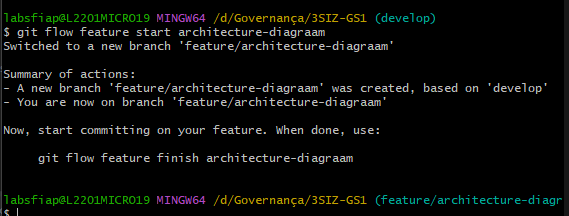 labsfiap@L2201MICRO19 MINGW64 /d/Governança/3SIZ-GS1 (develop)
$ git flow feature start architecture-diagraam
Switched to a new branch 'feature/architecture-diagraam'
Summary of actions:
- A new branch 'feature/architecture-diagraam' was created, based on 'develop'
- You are now on branch 'feature/architecture-diagraam'
Now, start committing on your feature. When done, use:
git flow feature finish architecture-diagraam
labsfiap@L2201MICRO19 MINGW64 /d/Governança/3SIZ-GS1 (feature/architecture-diagr
$